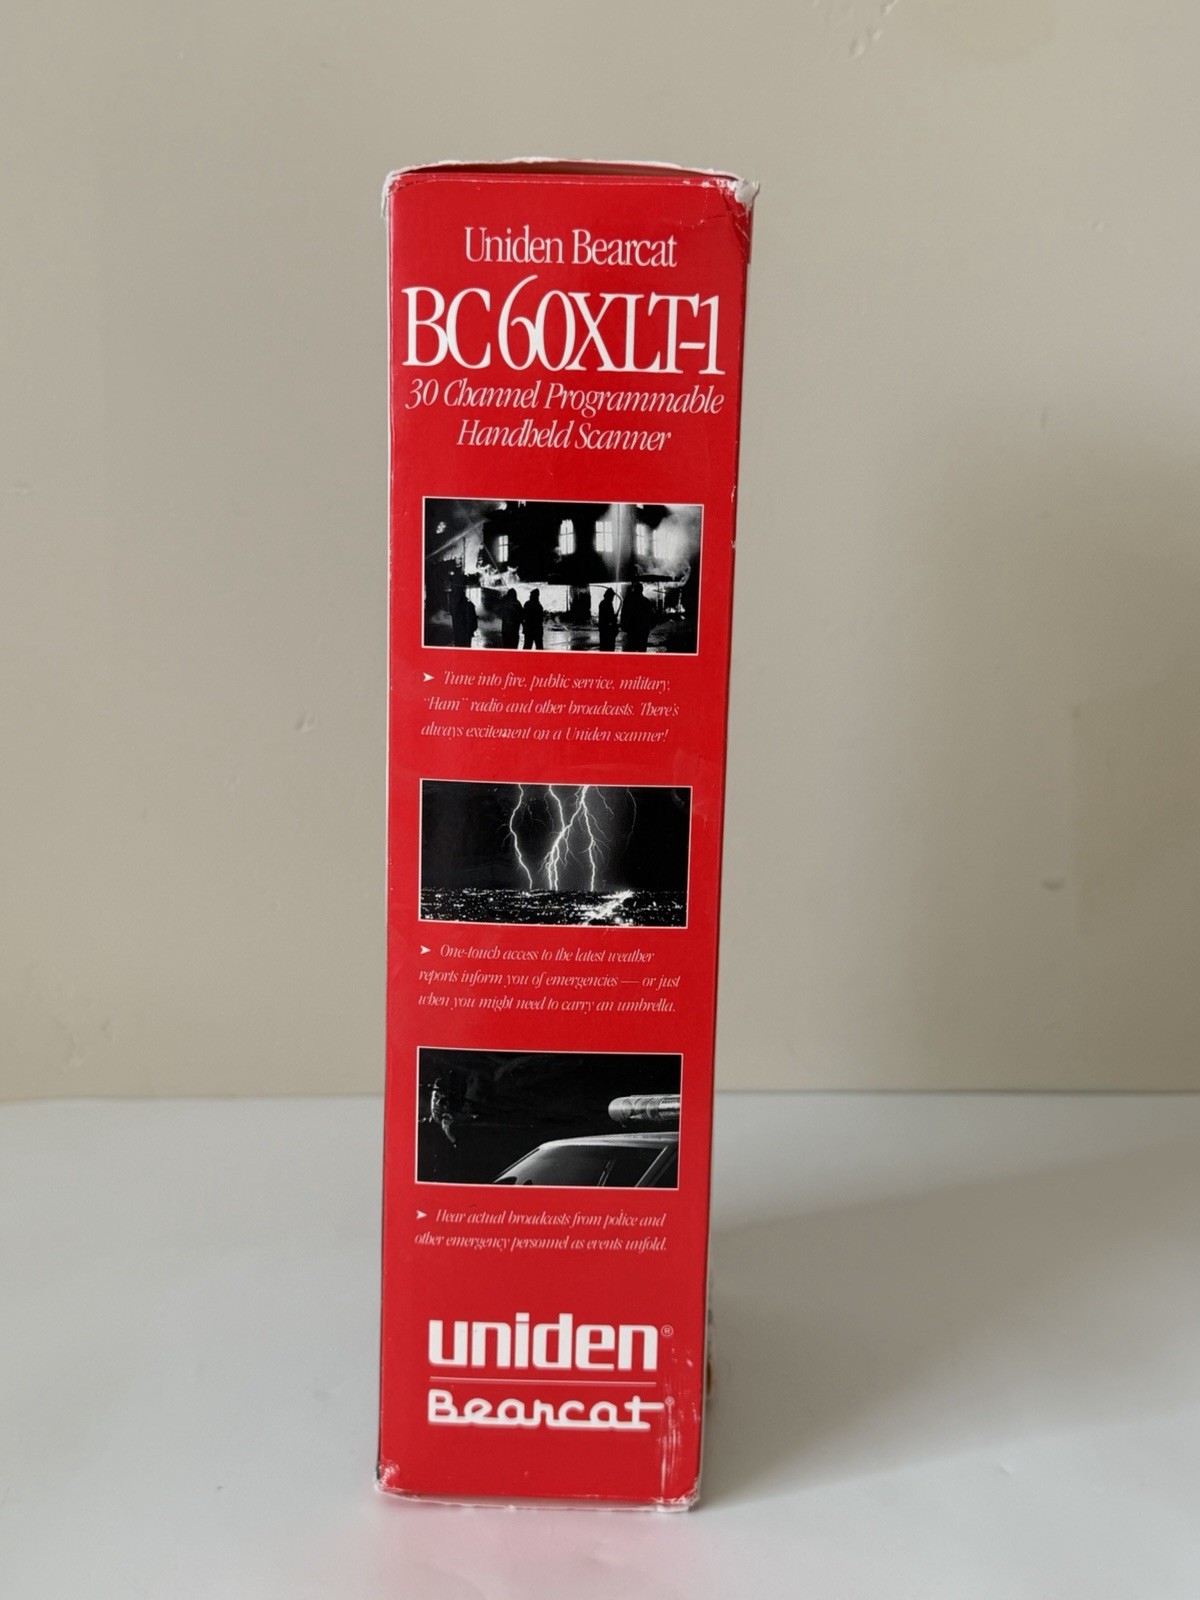 Uniden Bearcat
BC60XLT-1
30 Channel Programmable
Handheld Scanner
➤ Tune into fire, public service, military,
“Ham” radio and other broadcasts. There's
always excitement on a Uniden scanner!
➤ One-touch access to the latest weather
reports inform you of emergencies — or just
when you might need to carry an umbrella.
➤ Hear actual broadcasts from police and
other emergency personnel as events unfold.
uniden®
Bearcat®